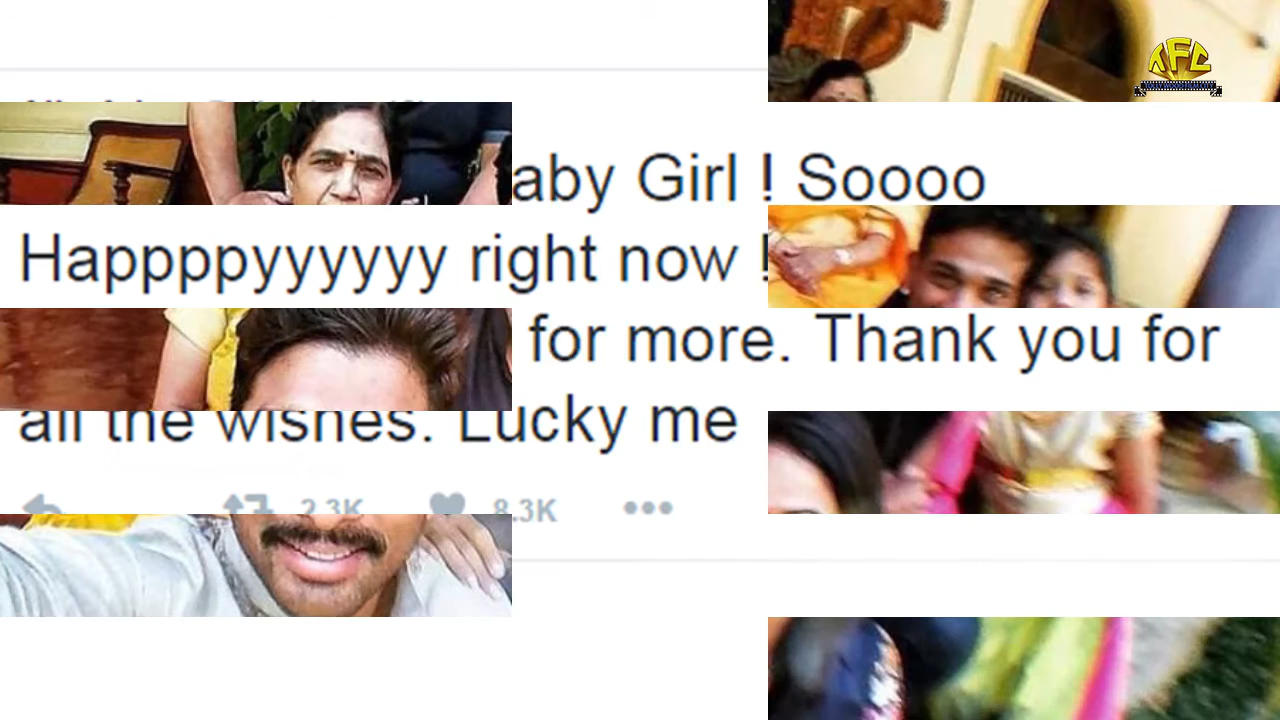 TFC
aby Girl ! Soooo
Happppyyyyyy right now !
for more. Thank you for
all the wishes. Lucky me
2.3K 8.3K